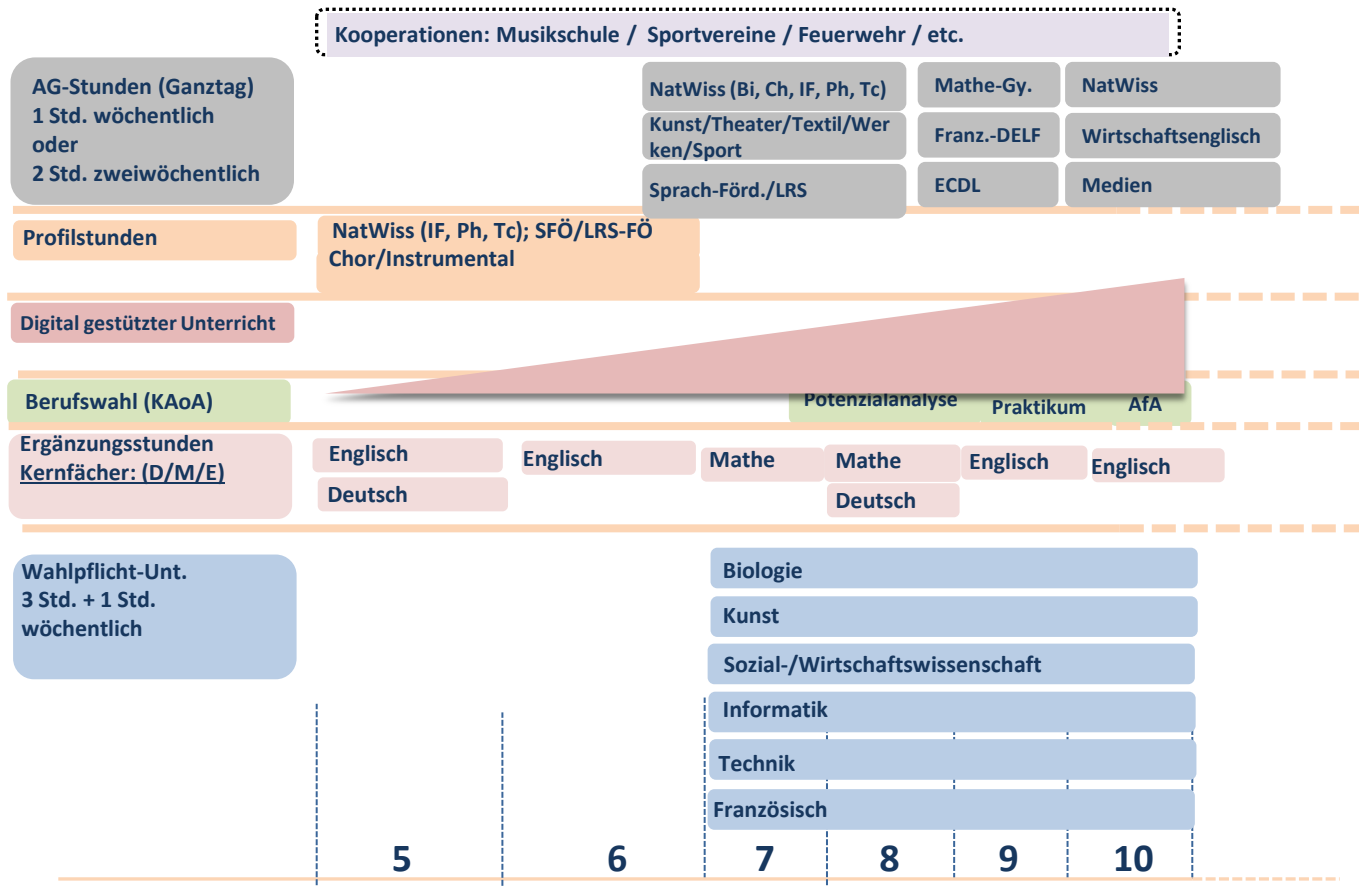 Kooperationen: Musikschule / Sportvereine / Feuerwehr / etc.
AG-Stunden (Ganztag)
1 Std. wöchentlich
oder
2 Std. zweiwöchentlich
NatWiss (Bi, Ch, IF, Ph, Tc)
Kunst/Theater/Textil/Wer
ken/Sport
Sprach-Förd./LRS
Mathe-Gy.
Franz.-DELF
ECDL
NatWiss
Wirtschaftsenglisch
Medien
Profilstunden
NatWiss (IF, Ph, Tc); SFÖ/LRS-FÖ
Chor/Instrumental
Digital gestützter Unterricht
Berufswahl (KAoA)
Potenzialanalyse
Praktikum
AfA
Ergänzungsstunden
Kernfächer: (D/M/E)
Englisch
Deutsch
Englisch
Mathe
Mathe
Deutsch
Englisch
Englisch
Wahlpflicht-Unt.
3 Std. + 1 Std.
wöchentlich
Biologie
Kunst
Sozial-/Wirtschaftswissenschaft
Informatik
Technik
Französisch
5 6 7 8 9 10